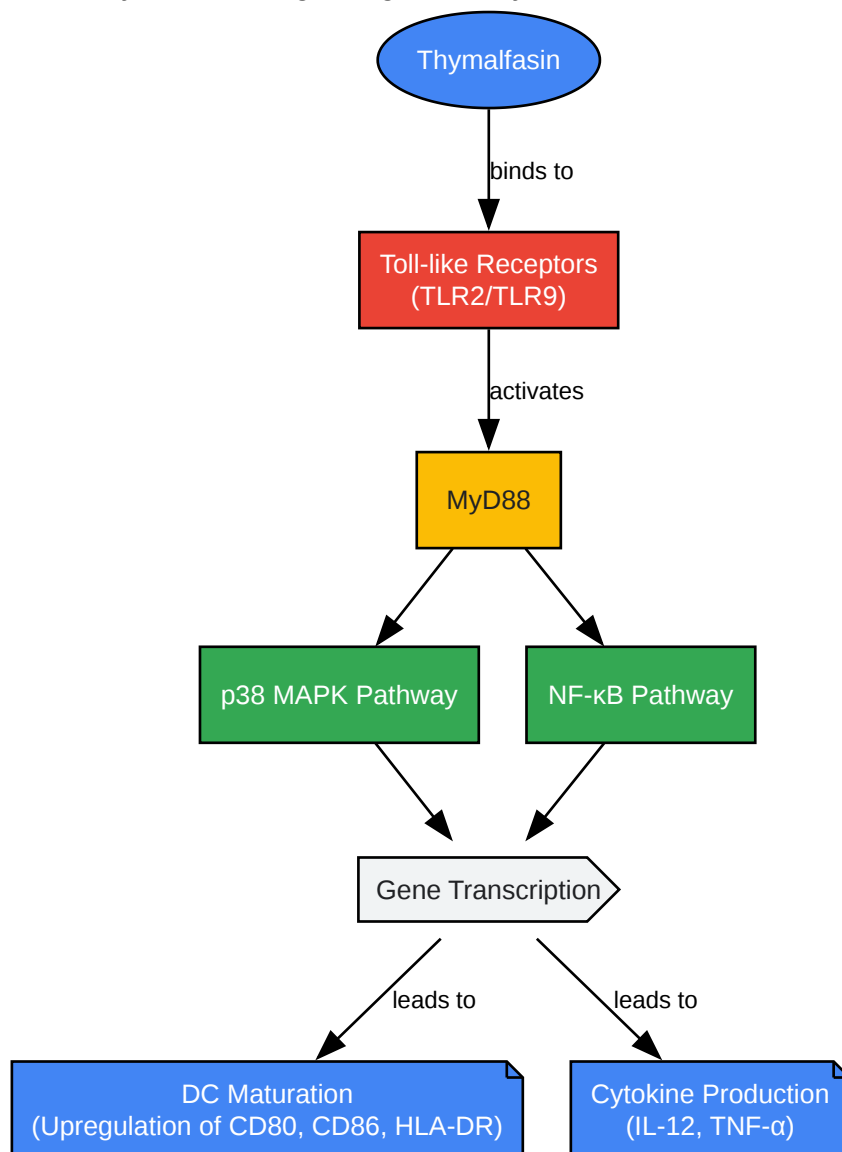 Thymalfasin
binds to
Toll-like Receptors
(TLR2/TLR9)
activates
MyD88
p38 MAPK Pathway
NF-κB Pathway
Gene Transcription
leads to
leads to
DC Maturation
(Upregulation of CD80, CD86, HLA-DR)
Cytokine Production
(IL-12, TNF-α)